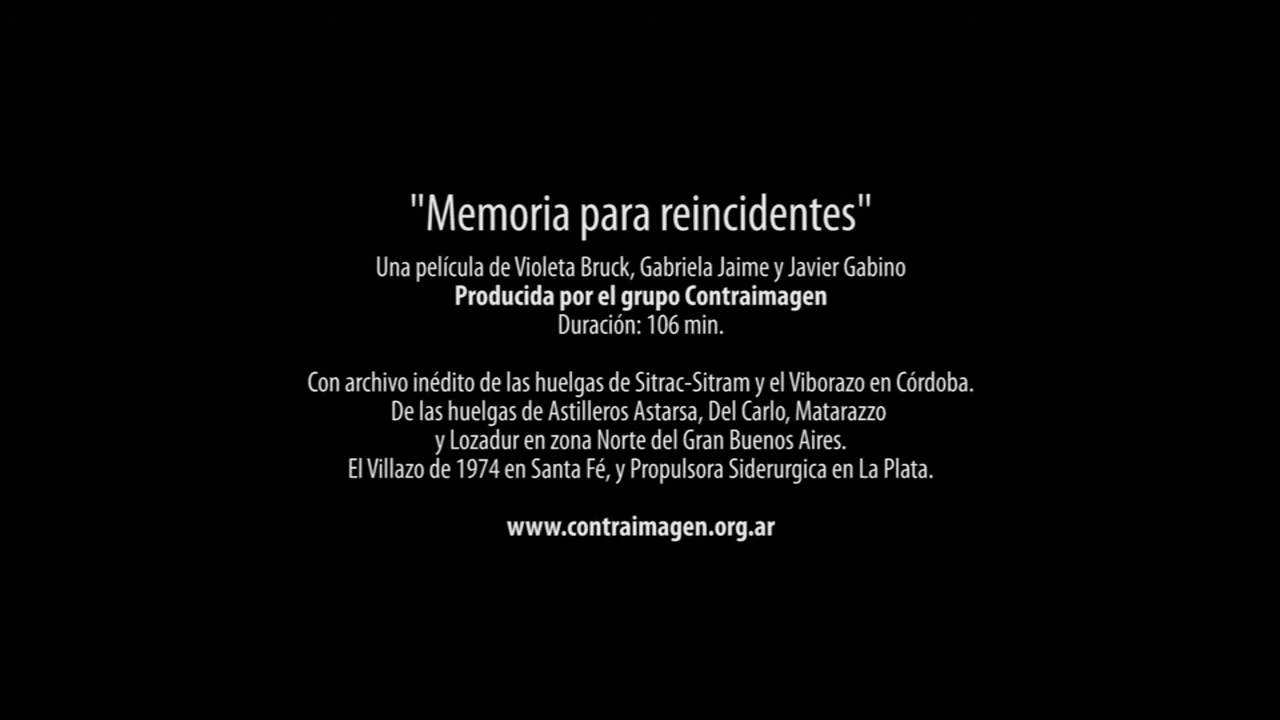 "Memoria para reincidentes"
Una película de Violeta Bruck, Gabriela Jaime y Javier Gabino
Producida por el grupo Contraimagen
Duración: 106 min.
Con archivo inédito de las huelgas de Sitrac-Sitram y el Viborazo en Córdoba.
De las huelgas de Astilleros Astarsa, Del Carlo, Matarazzo
y Lozadur en zona Norte del Gran Buenos Aires.
El Villazo de 1974 en Santa Fé, y Propulsora Siderurgica en La Plata.
www.contraimagen.org.ar